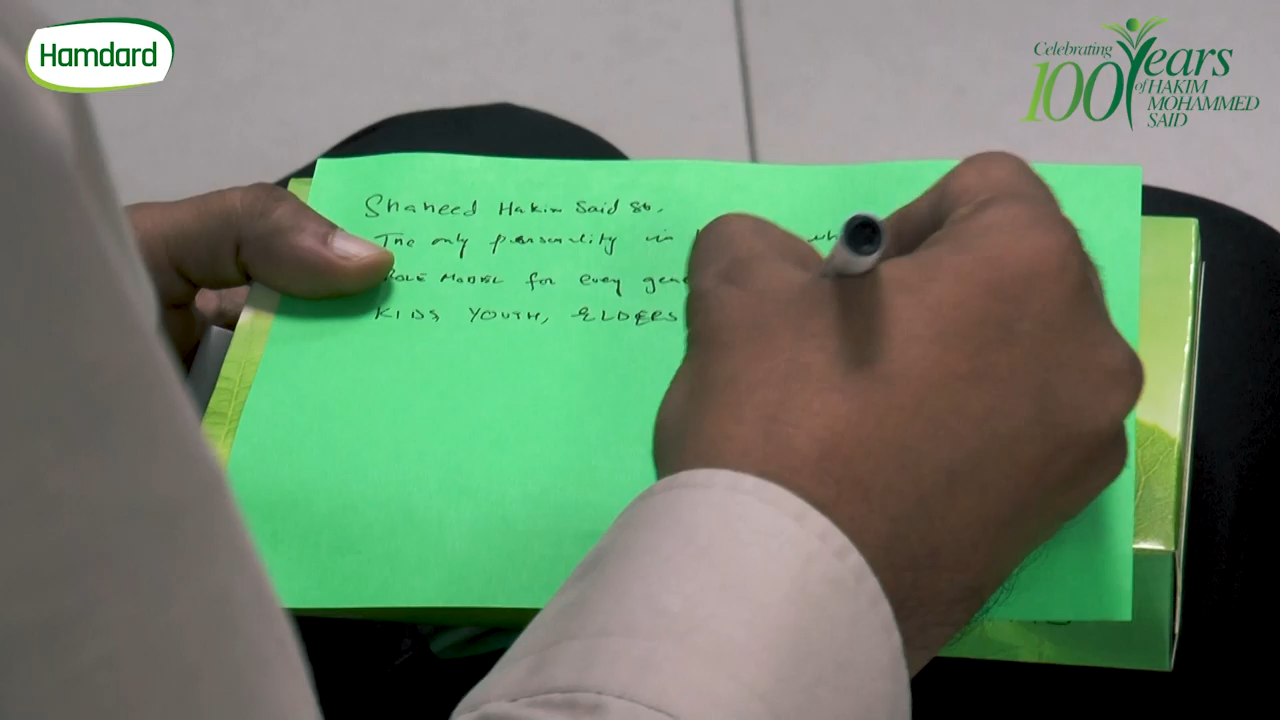 Hamdard
Celebrating
100 Years
of HAKIM
MOHAMMED
SAID
Shaheed Hakim Said Sb.
The only personality in
ROLE MODEL for every
KIDS, YOUTH, ELDERS